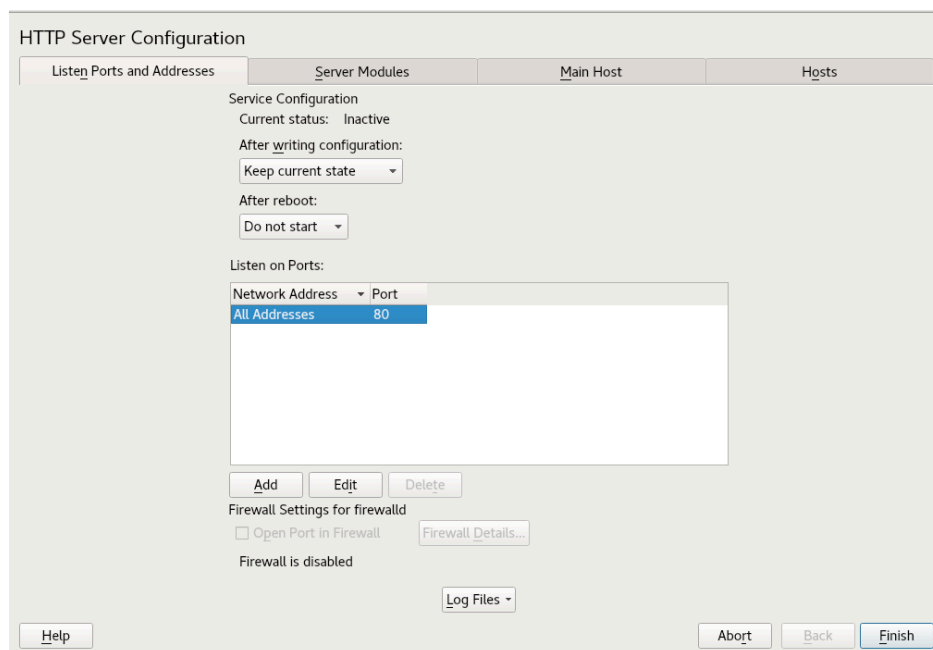 HTTP Server Configuration
Listen Ports and Addresses Server Modules Main Host Hosts
Service Configuration
Current status: Inactive
After writing configuration:
Keep current state
After reboot:
Do not start
Listen on Ports:
Network Address Port
All Addresses 80
Add Edit Delete
Firewall Settings for firewalld
Open Port in Firewall Firewall Details...
Firewall is disabled
Log Files
Help Abort Back Finish